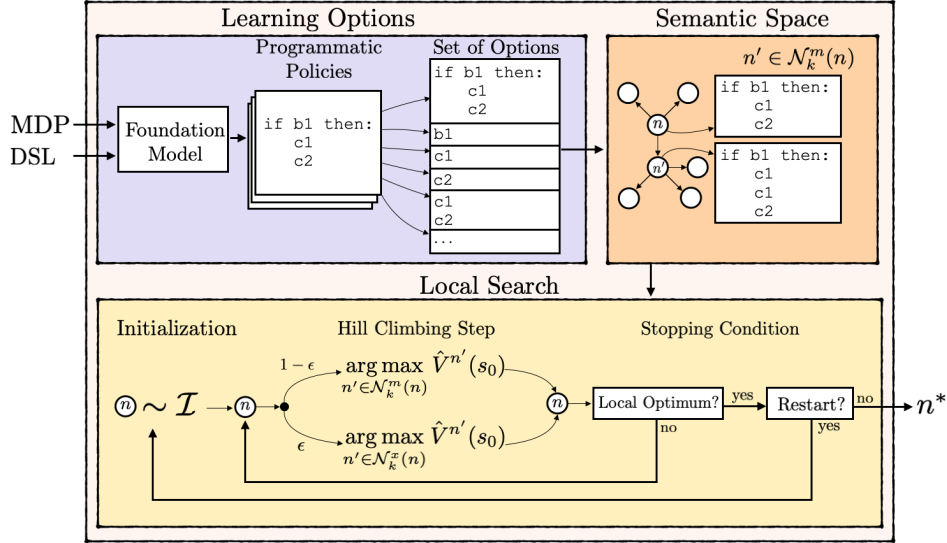 Learning Options
Semantic Space
MDP
DSL
Foundation
Model
Programmatic
Policies
if b1 then:
c1
c2
Set of Options
if b1 then:
c1
c2
b1
c1
c2
c1
c2
...
n′ ∈ 𝒩ₖᵐ(n)
n
n'
if b1 then:
c1
c2
if b1 then:
c1
c1
c2
Local Search
Initialization
Hill Climbing Step
Stopping Condition
n ∼ ℐ
n
1 − ϵ
arg max V̂ⁿ′(s₀)
n′∈𝒩ₖᵐ(n)
ϵ
arg max V̂ⁿ′(s₀)
n′∈𝒩ₖˣ(n)
n
Local Optimum?
yes
no
Restart?
no
yes
n*